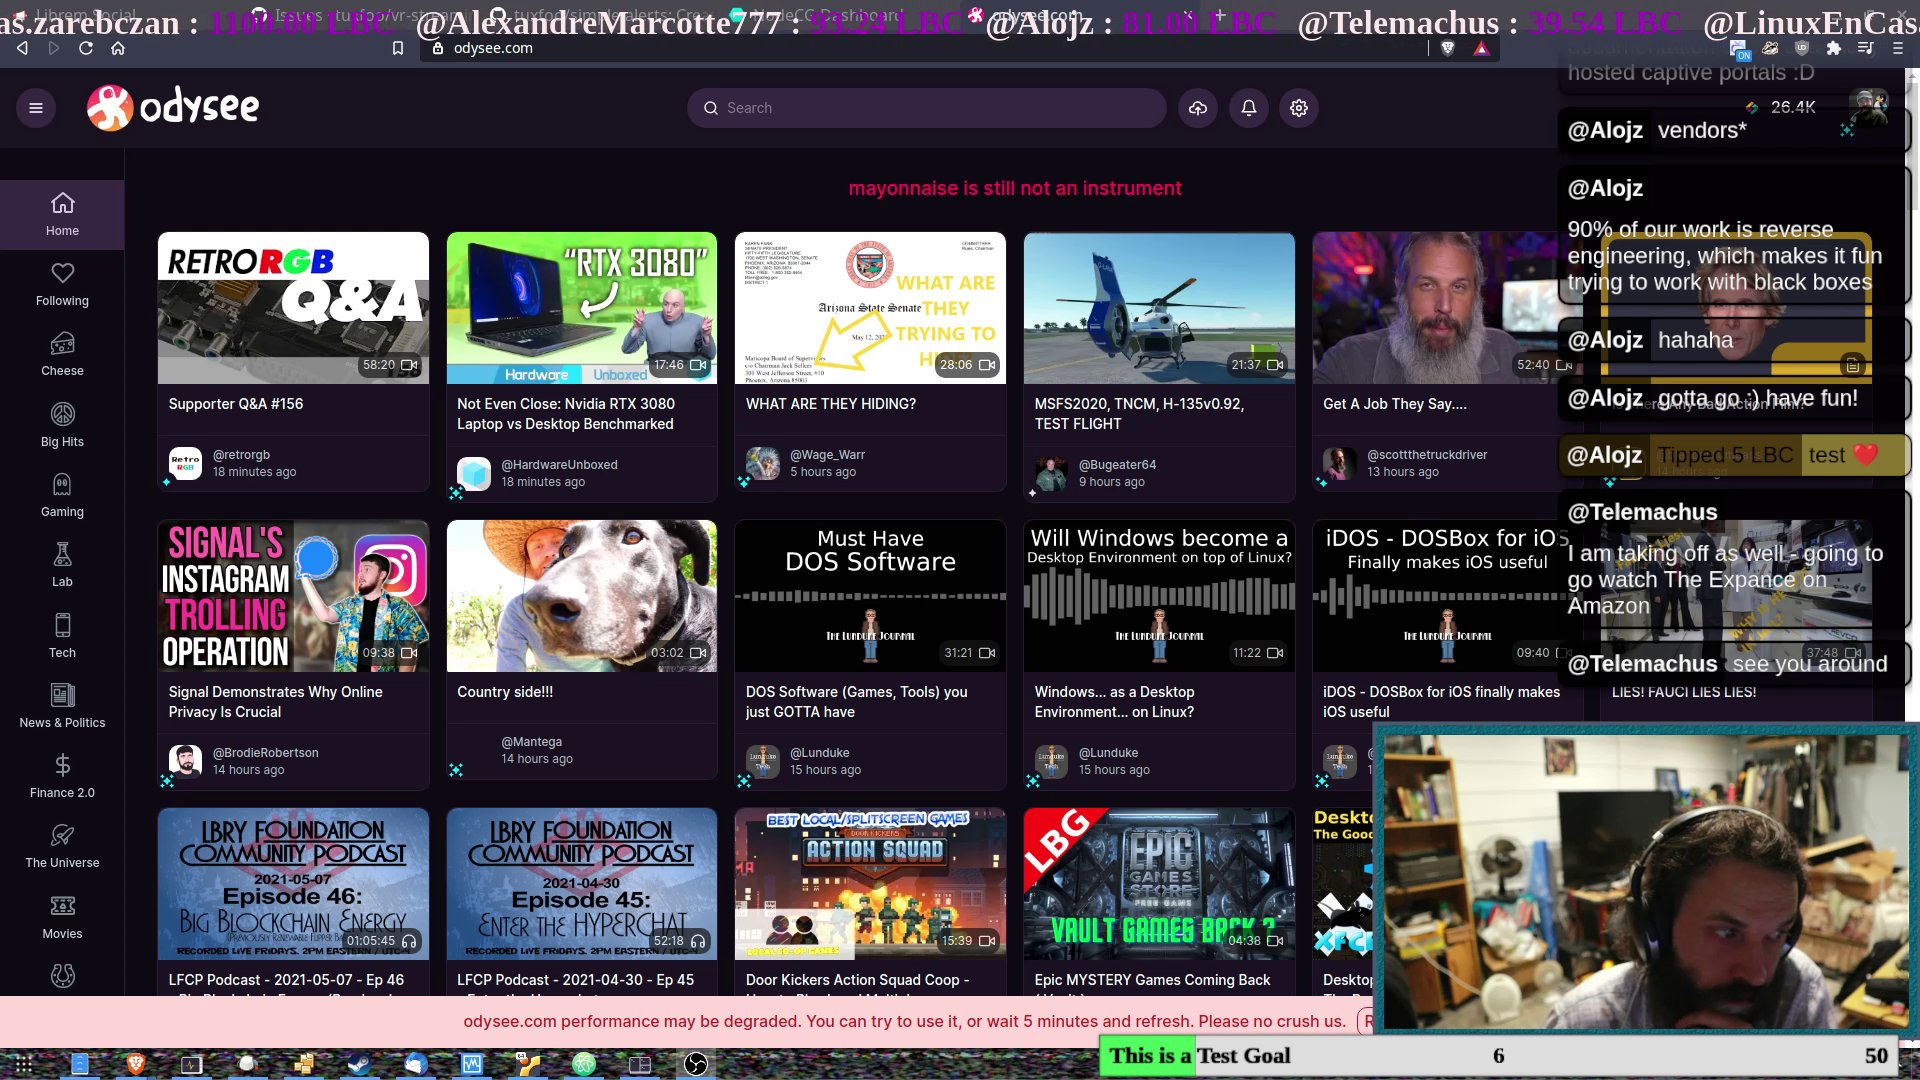 as.zarebczan : 1100.00 LBC @AlexandreMarcotte777 : 93.24 LBC @Alojz : 81.00 LBC @Telemachus : 39.54 LBC @LinuxEnCas
odysee.com
hosted captive portals :D
odysee
Search
26.4K
@Alojz vendors*
mayonnaise is still not an instrument
@Alojz
90% of our work is reverse
engineering, which makes it fun
trying to work with black boxes
@Alojz hahaha
@Alojz gotta go :) have fun!
@Alojz Tipped 5 LBC test ❤️
@Telemachus
I am taking off as well - going to
go watch The Expance on
Amazon
@Telemachus see you around
Home
Following
Cheese
Big Hits
Gaming
Lab
Tech
News & Politics
Finance 2.0
The Universe
Movies
RETRO RGB
Q&A
58:20
Supporter Q&A #156
@retrorgb
18 minutes ago
"RTX 3080"
Hardware Unboxed
17:46
Not Even Close: Nvidia RTX 3080
Laptop vs Desktop Benchmarked
@HardwareUnboxed
18 minutes ago
Arizona State Senate
WHAT ARE
THEY
TRYING TO
28:06
WHAT ARE THEY HIDING?
@Wage_Warr
5 hours ago
21:37
MSFS2020, TNCM, H-135v0.92,
TEST FLIGHT
@Bugeater64
9 hours ago
52:40
Get A Job They Say....
@scottthetruckdriver
13 hours ago
SIGNAL'S
INSTAGRAM
TROLLING
OPERATION
09:38
Signal Demonstrates Why Online
Privacy Is Crucial
@BrodieRobertson
14 hours ago
03:02
Country side!!!
@Mantega
14 hours ago
Must Have
DOS Software
THE LUNDUKE JOURNAL
31:21
DOS Software (Games, Tools) you
just GOTTA have
@Lunduke
15 hours ago
Will Windows become a
Desktop Environment on top of Linux?
THE LUNDUKE JOURNAL
11:22
Windows... as a Desktop
Environment... on Linux?
@Lunduke
15 hours ago
iDOS - DOSBox for iOS
Finally makes iOS useful
THE LUNDUKE JOURNAL
09:40
iDOS - DOSBox for iOS finally makes
iOS useful
37:48
LIES! FAUCI LIES LIES!
LBRY FOUNDATION
COMMUNITY PODCAST
2021-05-07
Episode 46:
BIG BLOCKCHAIN ENERGY
RECORDED LIVE FRIDAYS. 2PM EASTERN
01:05:45
LFCP Podcast - 2021-05-07 - Ep 46
LBRY FOUNDATION
COMMUNITY PODCAST
2021-04-30
Episode 45:
ENTER THE HYPERCHAT
RECORDED LIVE FRIDAYS. 2PM EASTERN
52:18
LFCP Podcast - 2021-04-30 - Ep 45
BEST LOCAL/SPLITSCREEN GAMES
DOOR KICKERS
ACTION SQUAD
LOCAL CO-OP GAMES
15:39
Door Kickers Action Squad Coop -
LBG
EPIC
GAMES
STORE
FREE GAME
VAULT GAMES BACK ?
04:38
Epic MYSTERY Games Coming Back
odysee.com performance may be degraded. You can try to use it, or wait 5 minutes and refresh. Please no crush us.
This is a Test Goal 6 50